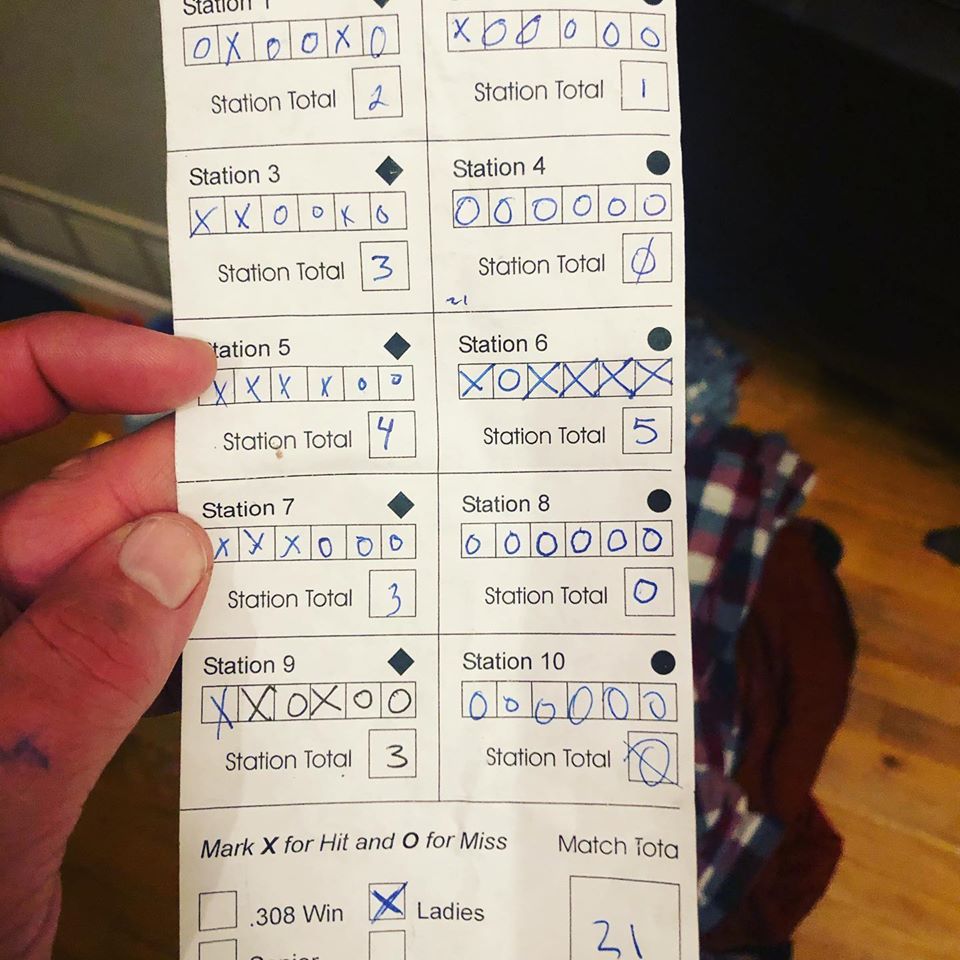 Station 1
O X O O X O
X O O O O O
Station Total 2
Station Total 1
Station 3
Station 4
X X O O X O
O O O O O O
Station Total 3
Station Total Ø
21
tation 5
Station 6
X X X X O O
X O X X X X
Station Total 4
Station Total 5
Station 7
Station 8
X X X O O O
O O O O O O
Station Total 3
Station Total 0
Station 9
Station 10
X X O X O O
O O O O O O
Station Total 3
Station Total 0
Mark X for Hit and O for Miss
Match Tota
.308 Win
X Ladies
21